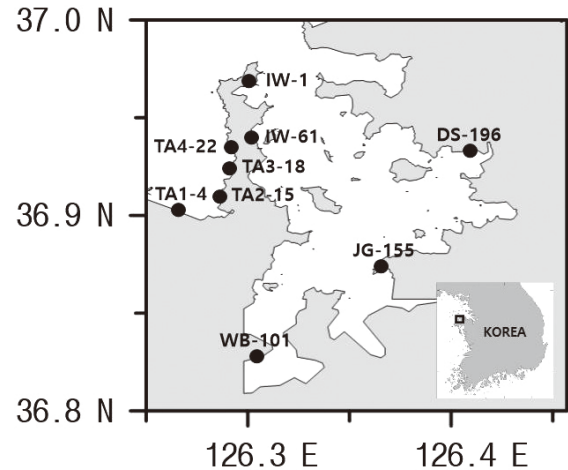 37.0 N
IW-1
IW-61
DS-196
TA4-22
TA3-18
TA1-4
TA2-15
36.9 N
JG-155
KOREA
WB-101
36.8 N
126.3 E
126.4 E